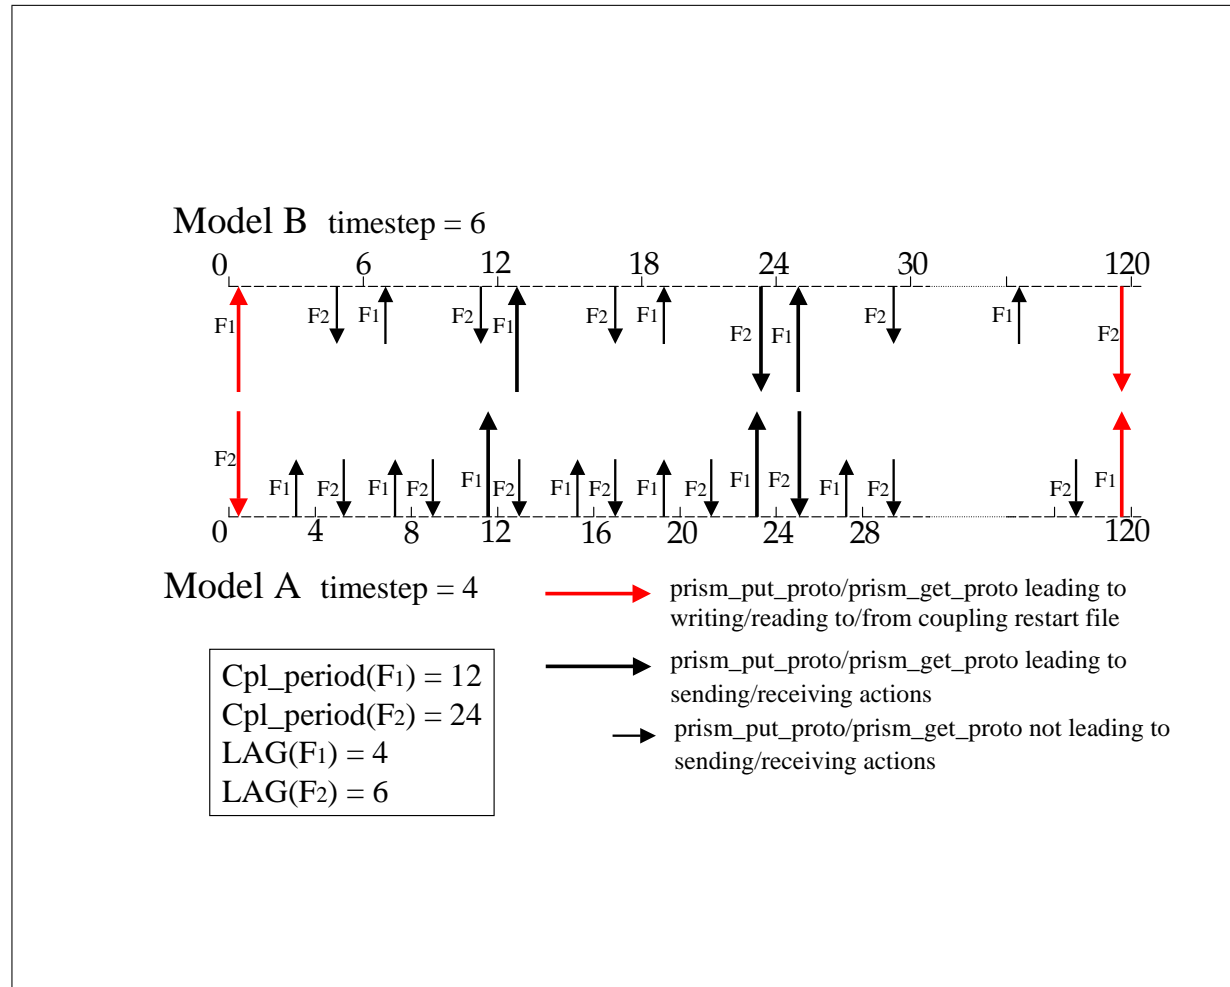 Model B timestep = 6
0 6 12 18 24 30 120
F1 F2 F1 F2 F1 F2 F1 F2 F1 F2 F1 F2
F2 F1 F2 F1 F2 F1 F2 F1 F2 F1 F2 F1 F2 F1 F2 F2 F1
0 4 8 12 16 20 24 28 120
Model A timestep = 4
prism_put_proto/prism_get_proto leading to
writing/reading to/from coupling restart file
prism_put_proto/prism_get_proto leading to
sending/receiving actions
prism_put_proto/prism_get_proto not leading to
sending/receiving actions
Cpl_period(F1) = 12
Cpl_period(F2) = 24
LAG(F1) = 4
LAG(F2) = 6